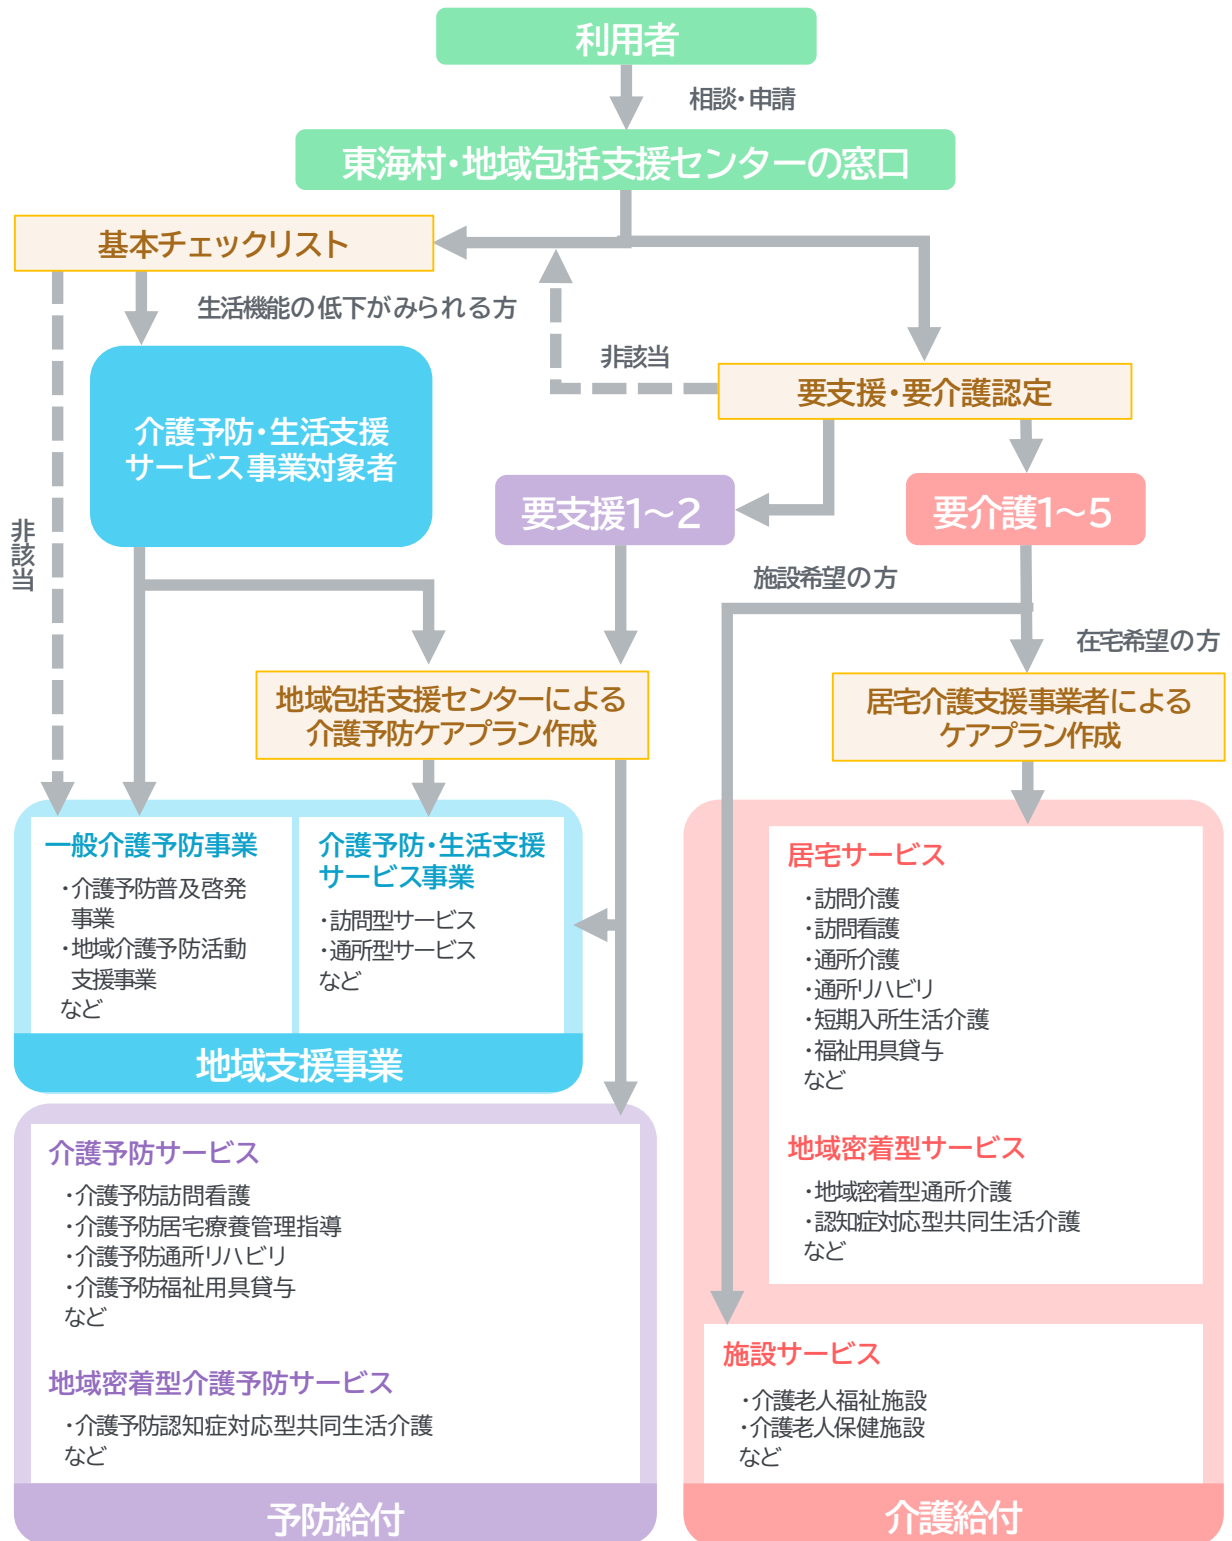 利用者
相談・申請
東海村・地域包括支援センターの窓口
基本チェックリスト
生活機能の低下がみられる方
非該当
要支援・要介護認定
介護予防・生活支援
サービス事業対象者
要支援1～2
要介護1～5
非該当
施設希望の方
在宅希望の方
地域包括支援センターによる
介護予防ケアプラン作成
居宅介護支援事業者による
ケアプラン作成
一般介護予防事業
・介護予防普及啓発
事業
・地域介護予防活動
支援事業
など
介護予防・生活支援
サービス事業
・訪問型サービス
・通所型サービス
など
地域支援事業
居宅サービス
・訪問介護
・訪問看護
・通所介護
・通所リハビリ
・短期入所生活介護
・福祉用具貸与
など
地域密着型サービス
・地域密着型通所介護
・認知症対応型共同生活介護
など
介護予防サービス
・介護予防訪問看護
・介護予防居宅療養管理指導
・介護予防通所リハビリ
・介護予防福祉用具貸与
など
地域密着型介護予防サービス
・介護予防認知症対応型共同生活介護
など
予防給付
施設サービス
・介護老人福祉施設
・介護老人保健施設
など
介護給付